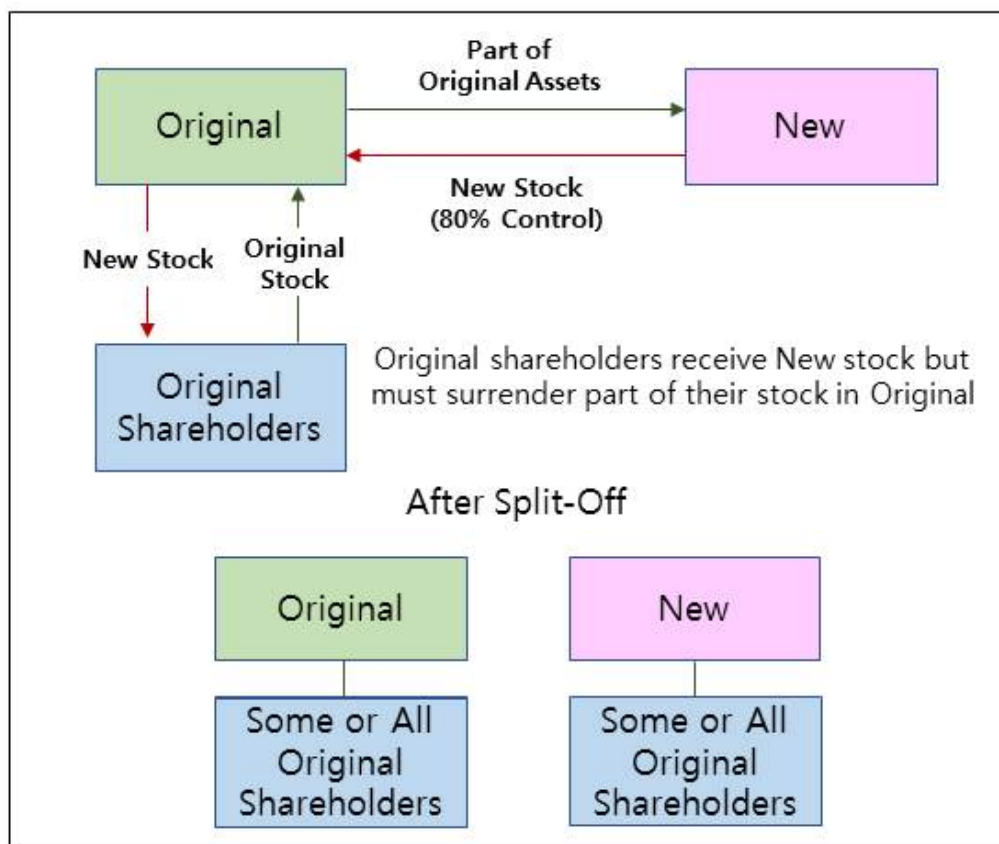 Part of
Original Assets
Original
New
New Stock
(80% Control)
New Stock
Original
Stock
Original
Shareholders
Original shareholders receive New stock but
must surrender part of their stock in Original
After Split-Off
Original
New
Some or All
Original
Shareholders
Some or All
Original
Shareholders